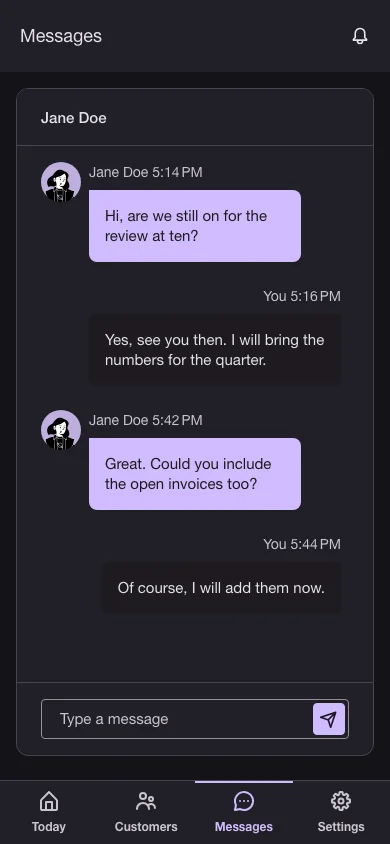 Messages
Jane Doe
Jane Doe 5:14 PM
Hi, are we still on for the
review at ten?
You 5:16 PM
Yes, see you then. I will bring the
numbers for the quarter.
Jane Doe 5:42 PM
Great. Could you include
the open invoices too?
You 5:44 PM
Of course, I will add them now.
Type a message
Today
Customers
Messages
Settings